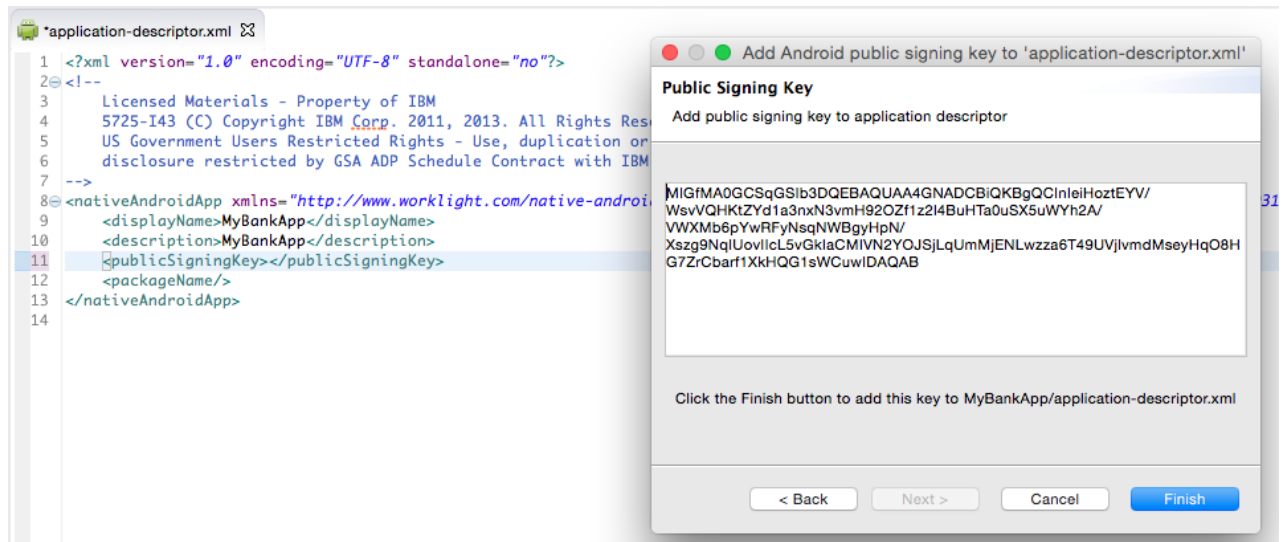 *application-descriptor.xml
1 <?xml version="1.0" encoding="UTF-8" standalone="no"?>
2 <!--
3 Licensed Materials - Property of IBM
4 5725-I43 (C) Copyright IBM Corp. 2011, 2013. All Rights Res
5 US Government Users Restricted Rights - Use, duplication or
6 disclosure restricted by GSA ADP Schedule Contract with IBM
7 -->
8 <nativeAndroidApp xmlns="http://www.worklight.com/native-androi
31
9 <displayName>MyBankApp</displayName>
10 <description>MyBankApp</description>
11 <publicSigningKey></publicSigningKey>
12 <packageName/>
13 </nativeAndroidApp>
14
Add Android public signing key to 'application-descriptor.xml'
Public Signing Key
Add public signing key to application descriptor
MIGfMA0GCSqGSIb3DQEBAQUAA4GNADCBiQKBgQCInIeiHoztEYV/
WsvVQHKtZYd1a3nxN3vmH92OZf1z2I4BuHTa0uSX5uWYh2A/
VWXMb6pYwRFyNsqNWBgyHpN/
Xszg9NqIUovIIcL5vGkIaCMIVN2YOJSjLqUmMjENLwzza6T49UVjIvmdMseyHqO8H
G7ZrCbarf1XkHQG1sWCuwIDAQAB
Click the Finish button to add this key to MyBankApp/application-descriptor.xml
< Back
Next >
Cancel
Finish